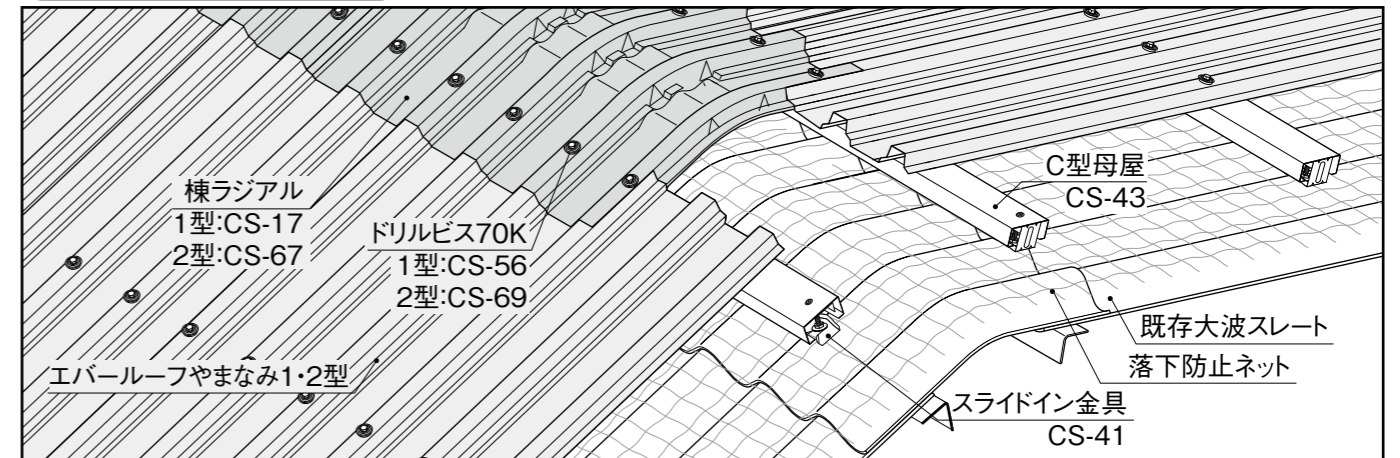 棟ラジアル
1型:CS-17
2型:CS-67
ドリルビス70K
1型:CS-56
2型:CS-69
エバールーフやまなみ1・2型
C型母屋
CS-43
既存大波スレート
落下防止ネット
スライドイン金具
CS-41